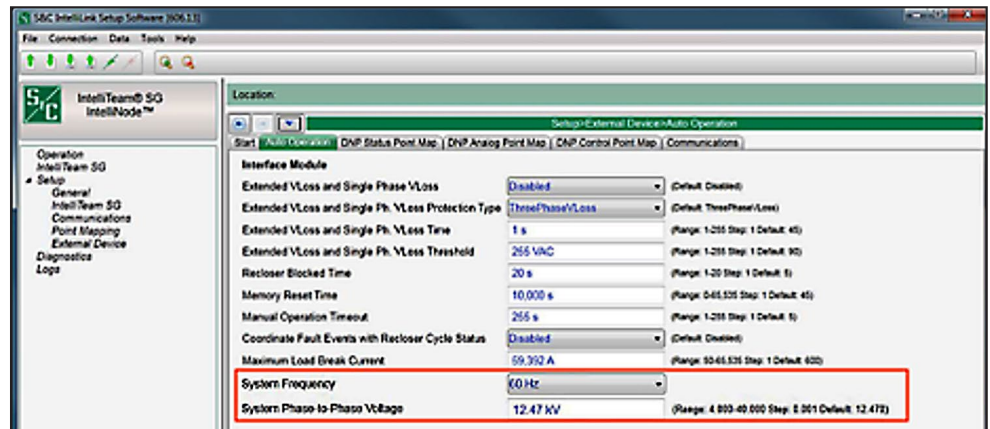 S&C IntelliLink Setup Software [606.13]
File Connection Data Tools Help
S&C
IntelliTeam® SG
IntelliNode™
Location:
Setup>External Device>Auto Operation
Start Auto Operation DNP Status Point Map DNP Analog Point Map DNP Control Point Map Communications
Operation
IntelliTeam SG
Setup
General
IntelliTeam SG
Communications
Point Mapping
External Device
Diagnostics
Logs
Interface Module
Extended VLoss and Single Phase VLoss Disabled (Default: Disabled)
Extended VLoss and Single Ph. VLoss Protection Type ThreePhaseVLoss (Default: ThreePhaseVLoss)
Extended VLoss and Single Ph. VLoss Time 1 s (Range: 1-255 Step: 1 Default: 45)
Extended VLoss and Single Ph. VLoss Threshold 255 VAC (Range: 1-255 Step: 1 Default: 90)
Recloser Blocked Time 20 s (Range: 1-20 Step: 1 Default: 5)
Memory Reset Time 10,000 s (Range: 0-65,535 Step: 1 Default: 45)
Manual Operation Timeout 255 s (Range: 1-255 Step: 1 Default: 5)
Coordinate Fault Events with Recloser Cycle Status Disabled (Default: Disabled)
Maximum Load Break Current 59,392 A (Range: 50-65,535 Step: 1 Default: 600)
System Frequency 60 Hz
System Phase-to-Phase Voltage 12.47 kV (Range: 4.000-40.000 Step: 0.001 Default: 12.470)